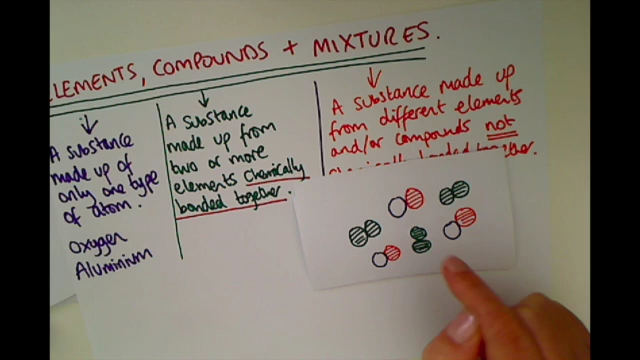 ELEMENTS, COMPOUNDS + MIXTURES.
A substance
made up of
only one type
of atom.
Oxygen
Aluminium
A substance
made up from
two or more
elements chemically
bonded together.
A substance made up
from different elements
and/or compounds not
together.